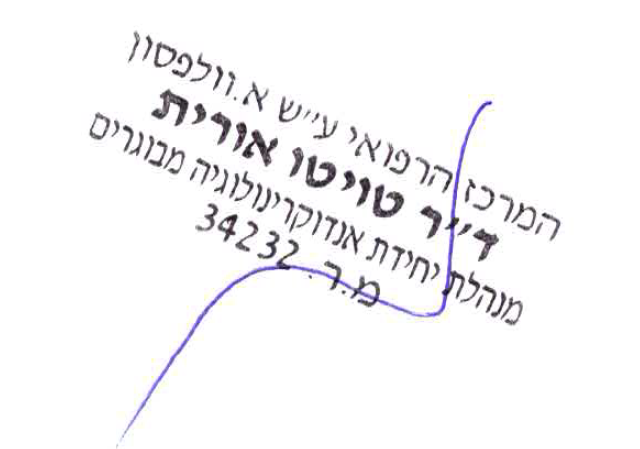 המרכז הרפואי ע״ש א.וולפסון
ד״ר טויטו אורית
מנהלת יחידת אנדוקרינולוגיה מבוגרים
מ.ר. 34232